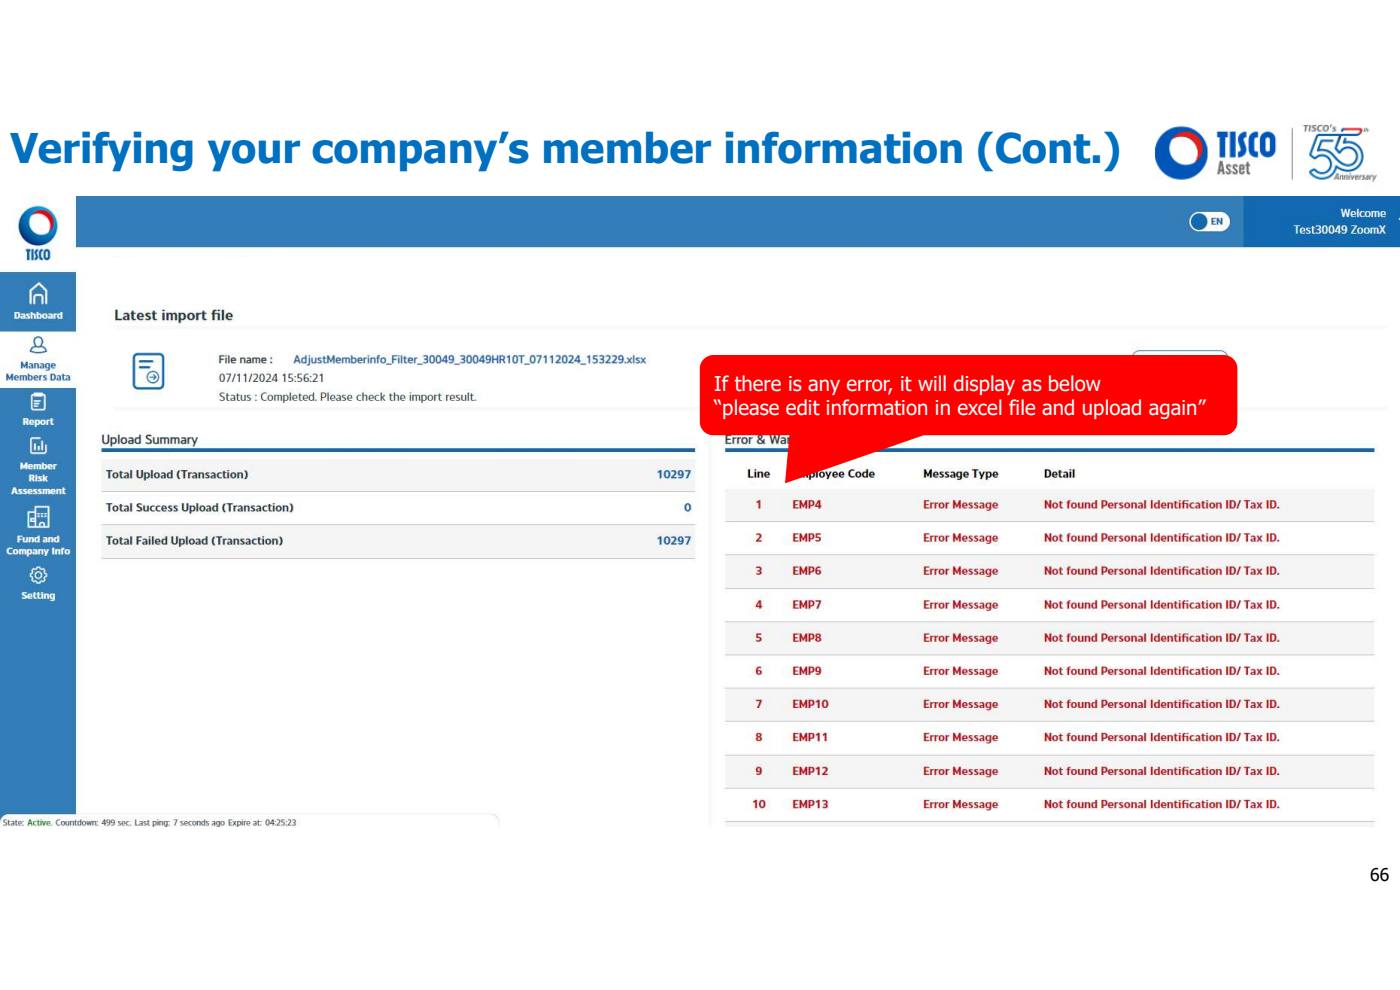 Verifying your company's member information (Cont.)
TISCO
Asset
TISCO's
55th
Anniversary
TISCO
EN
Welcome
Test30049 ZoomX
Dashboard
Manage
Members Data
Report
Member
Risk
Assessment
Fund and
Company Info
Setting
Latest import file
File name : AdjustMemberinfo_Filter_30049_30049HR10T_07112024_153229.xlsx
07/11/2024 15:56:21
Status : Completed. Please check the import result.
If there is any error, it will display as below
“please edit information in excel file and upload again”
Upload Summary
Total Upload (Transaction) 10297
Total Success Upload (Transaction) 0
Total Failed Upload (Transaction) 10297
Error &
Line Code Message Type Detail
1 EMP4 Error Message Not found Personal Identification ID/ Tax ID.
2 EMP5 Error Message Not found Personal Identification ID/ Tax ID.
3 EMP6 Error Message Not found Personal Identification ID/ Tax ID.
4 EMP7 Error Message Not found Personal Identification ID/ Tax ID.
5 EMP8 Error Message Not found Personal Identification ID/ Tax ID.
6 EMP9 Error Message Not found Personal Identification ID/ Tax ID.
7 EMP10 Error Message Not found Personal Identification ID/ Tax ID.
8 EMP11 Error Message Not found Personal Identification ID/ Tax ID.
9 EMP12 Error Message Not found Personal Identification ID/ Tax ID.
10 EMP13 Error Message Not found Personal Identification ID/ Tax ID.
State: Active. Countdown: 499 sec. Last ping: 7 seconds ago Expire at: 04:25:23
66